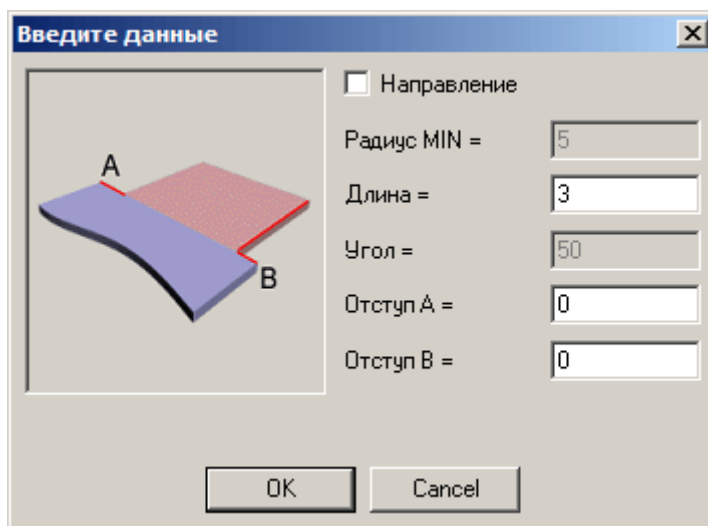 Введите данные
A
B
Направление
Радиус MIN = 5
Длина = 3
Угол = 50
Отступ A = 0
Отступ B = 0
OK
Cancel